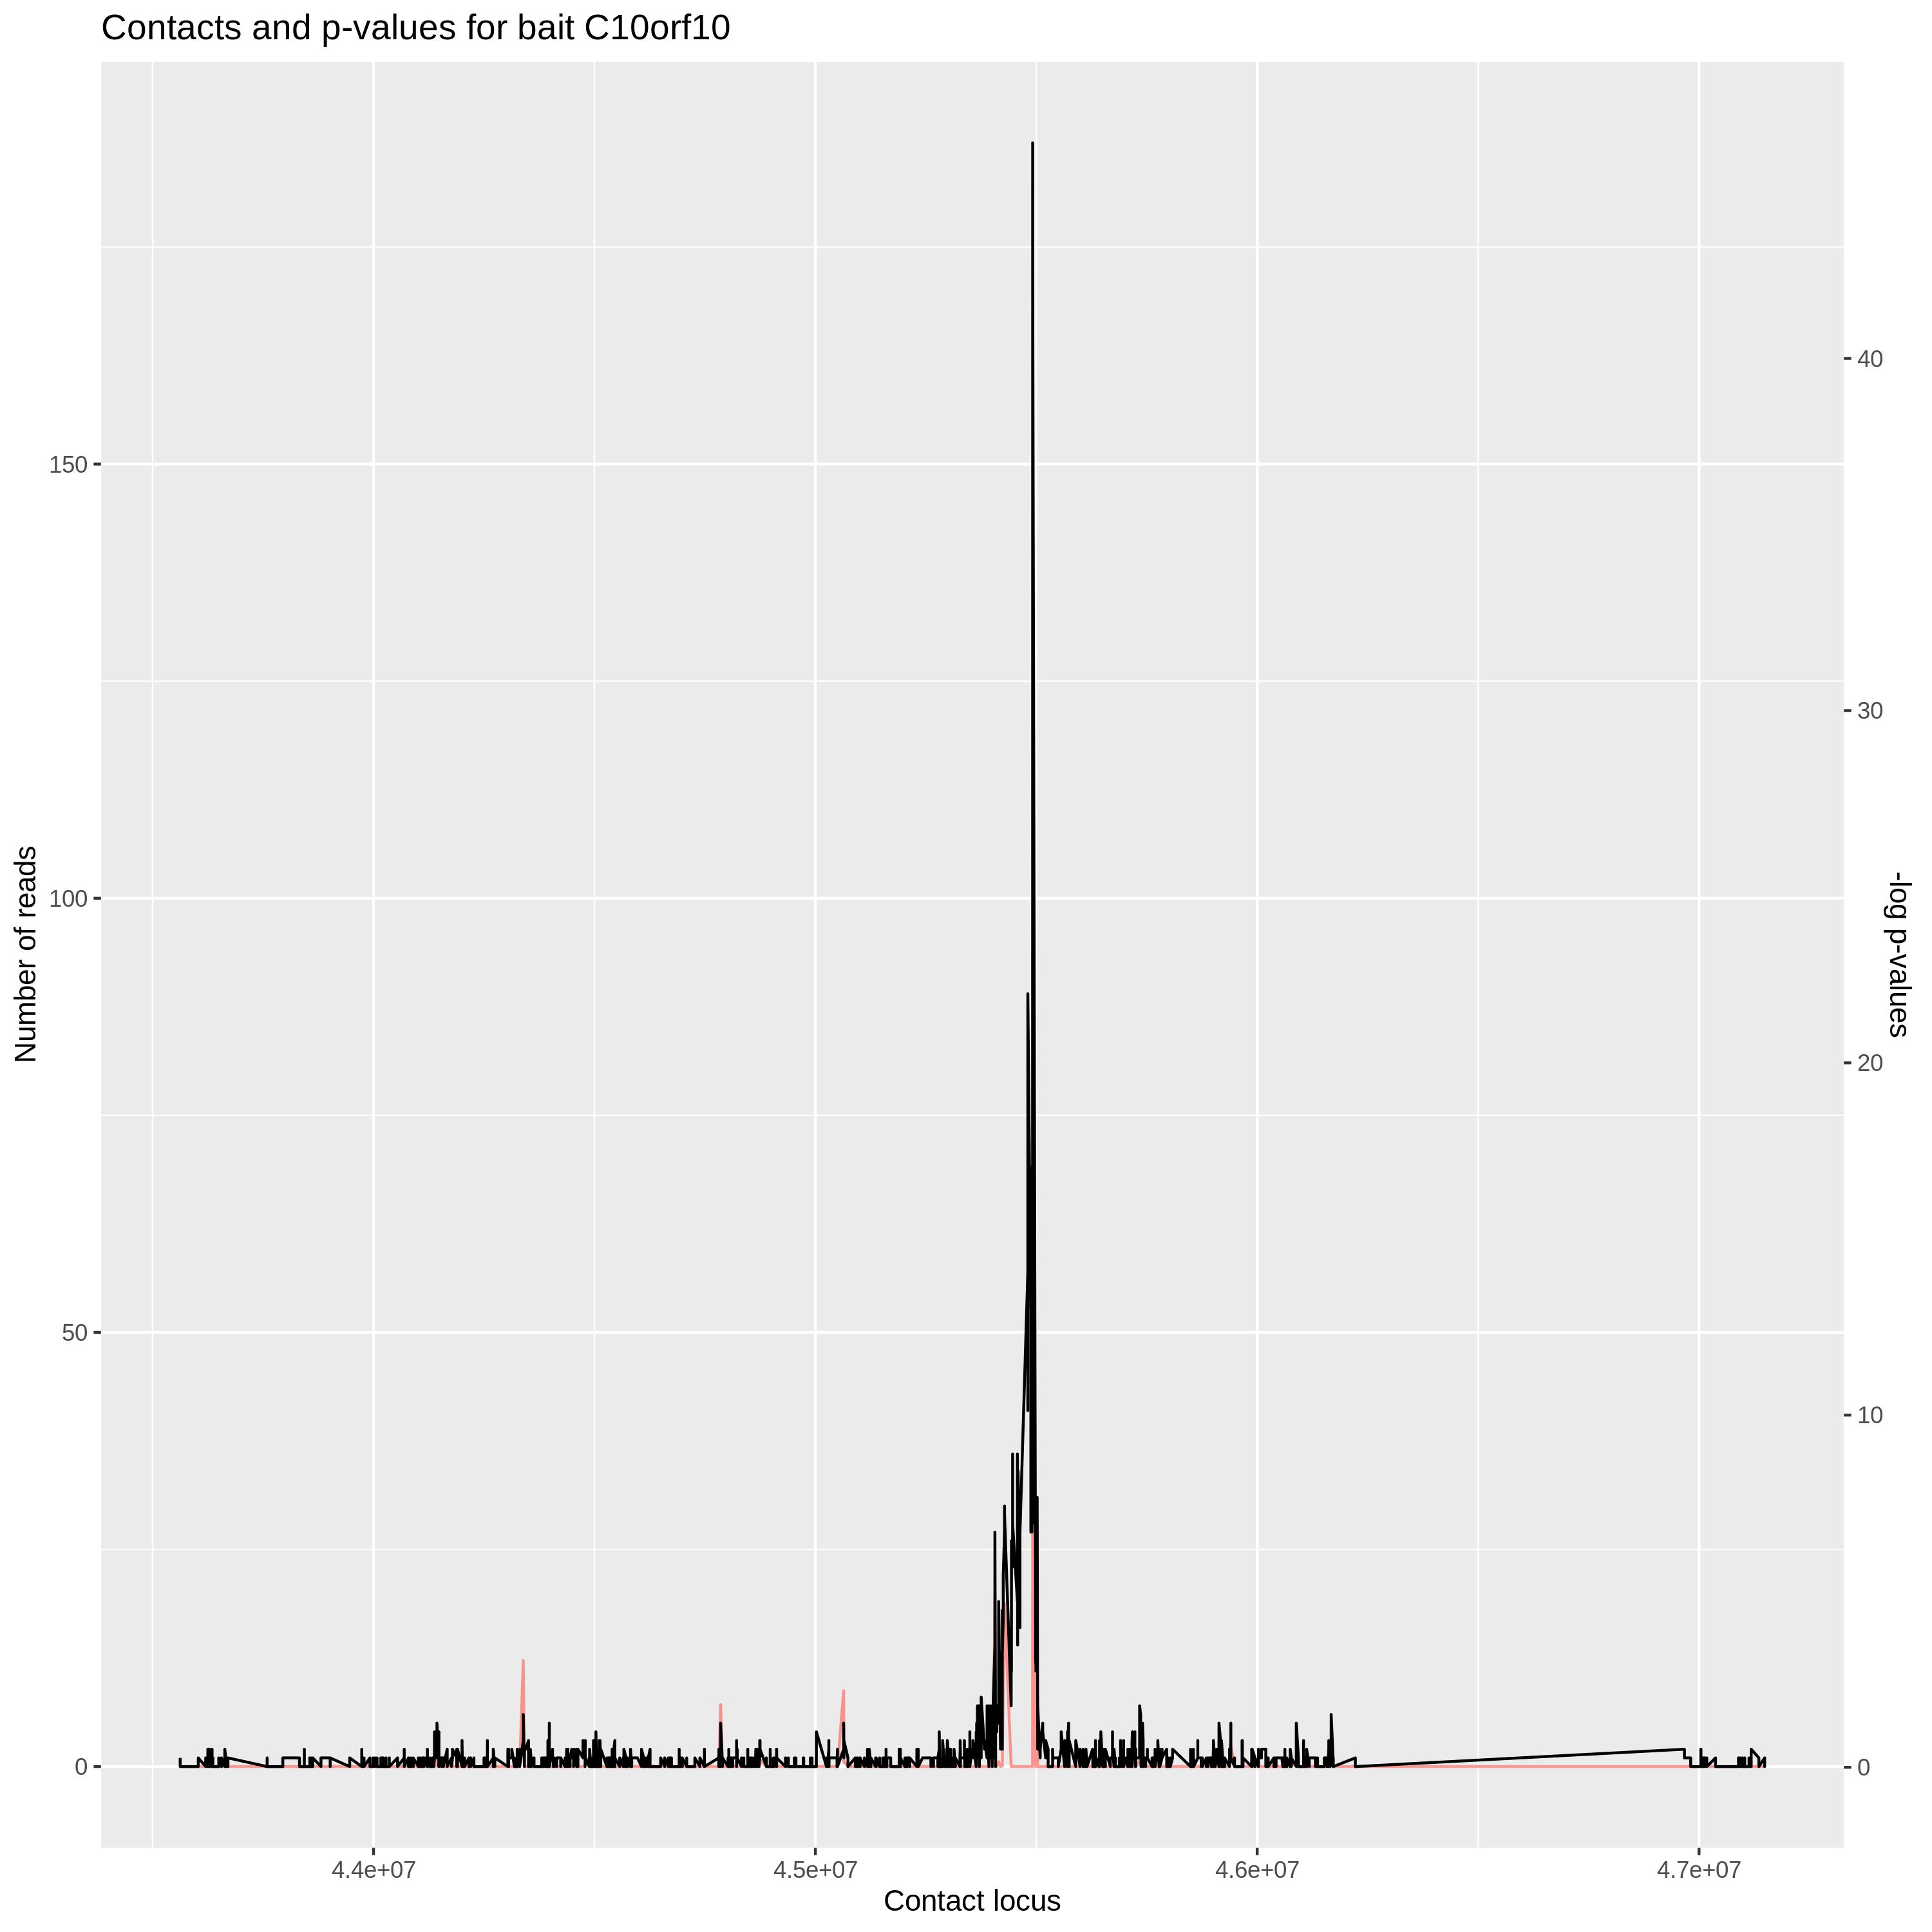 Contacts and p-values for bait C10orf10
Number of reads
150
100
50
0
40
30
20
10
0
-log p-values
4.4e+07 4.5e+07 4.6e+07 4.7e+07
Contact locus